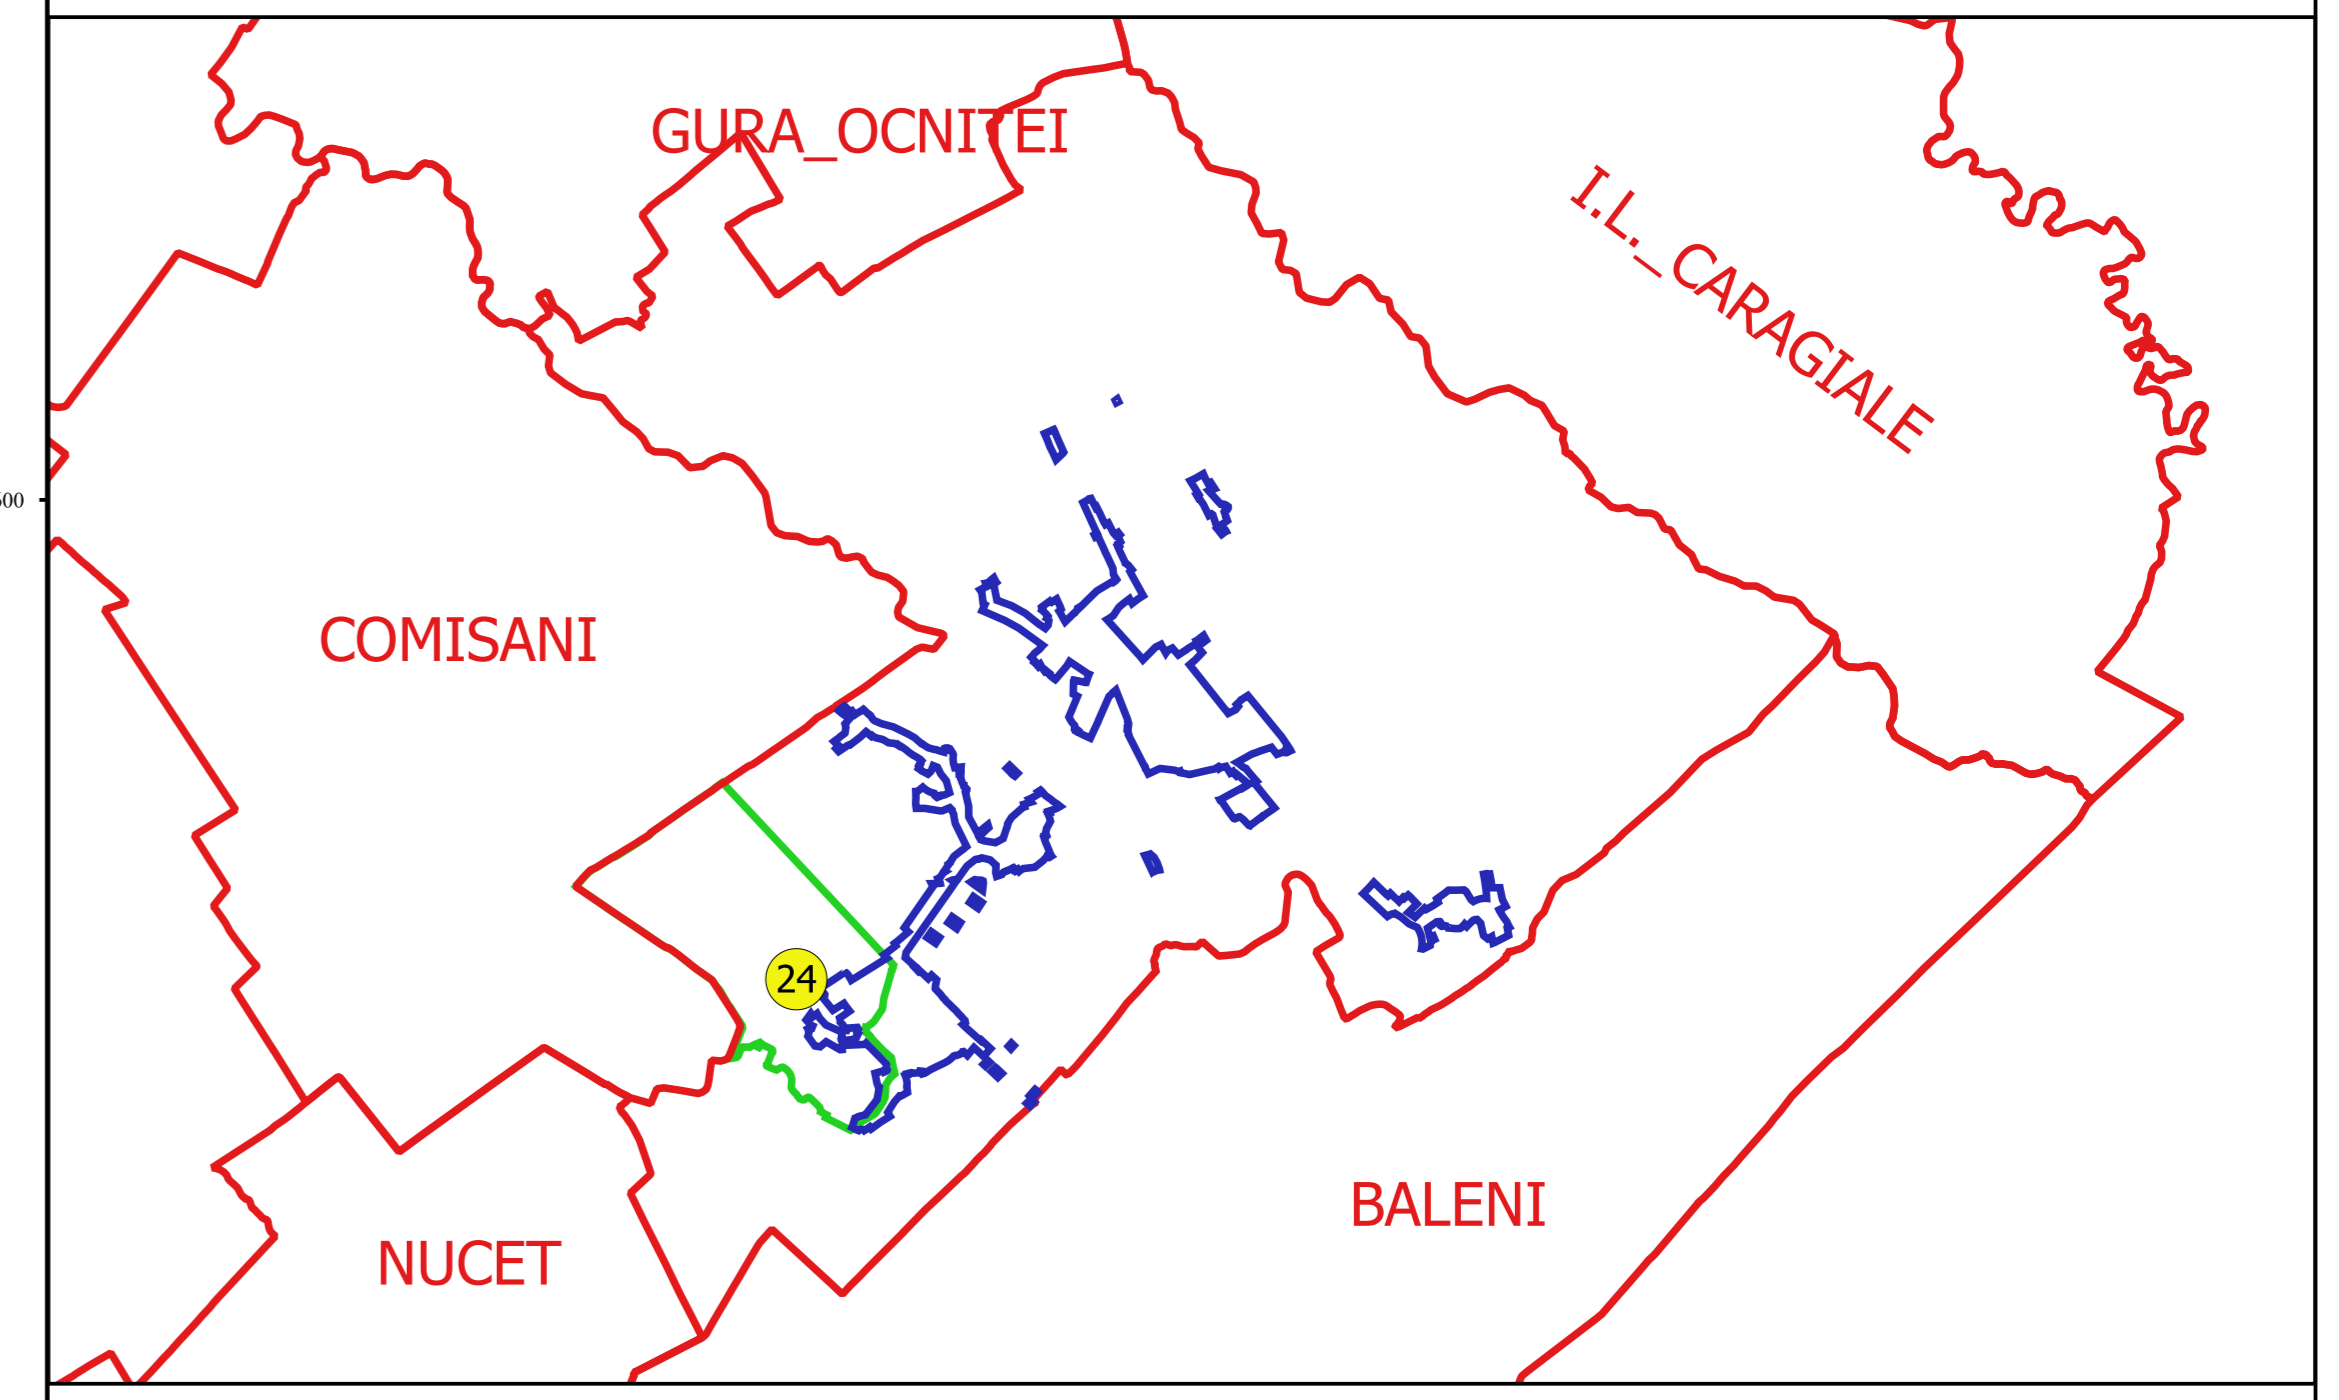 GURA_OCNITEI
I.L._CARAGIALE
COMISANI
24
BALENI
NUCET